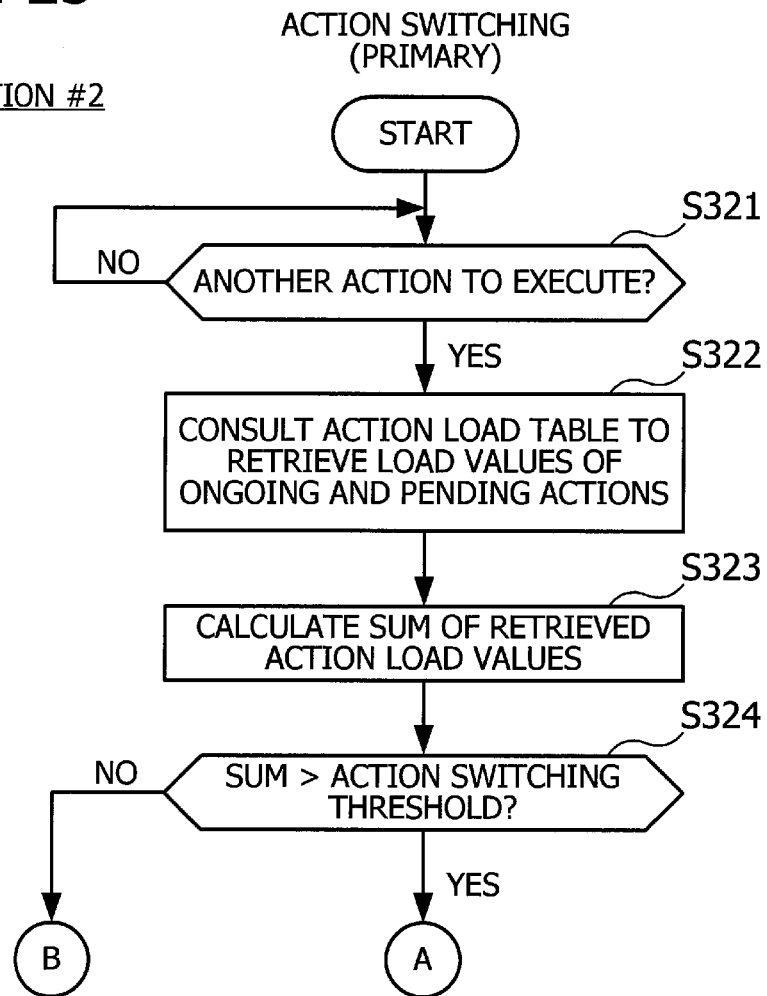 ACTION SWITCHING
(PRIMARY)
#2
START
S321
NO
ANOTHER ACTION TO EXECUTE?
YES
S322
CONSULT ACTION LOAD TABLE TO
RETRIEVE LOAD VALUES OF
ONGOING AND PENDING ACTIONS
S323
CALCULATE SUM OF RETRIEVED
ACTION LOAD VALUES
S324
NO
SUM > ACTION SWITCHING
THRESHOLD?
YES
B
A